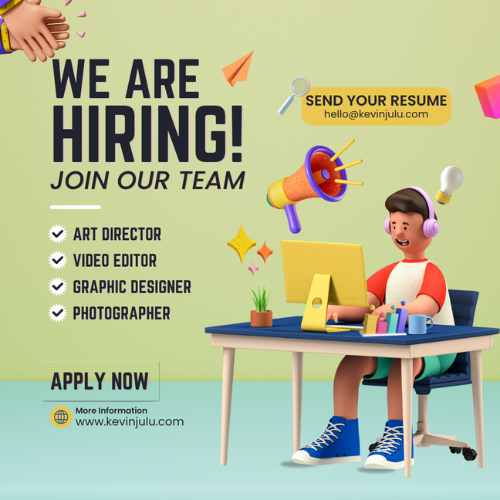 WE ARE
HIRING!
JOIN OUR TEAM
SEND YOUR RESUME
hello@kevinjulu.com
ART DIRECTOR
VIDEO EDITOR
GRAPHIC DESIGNER
PHOTOGRAPHER
APPLY NOW
More Information
www.kevinjulu.com